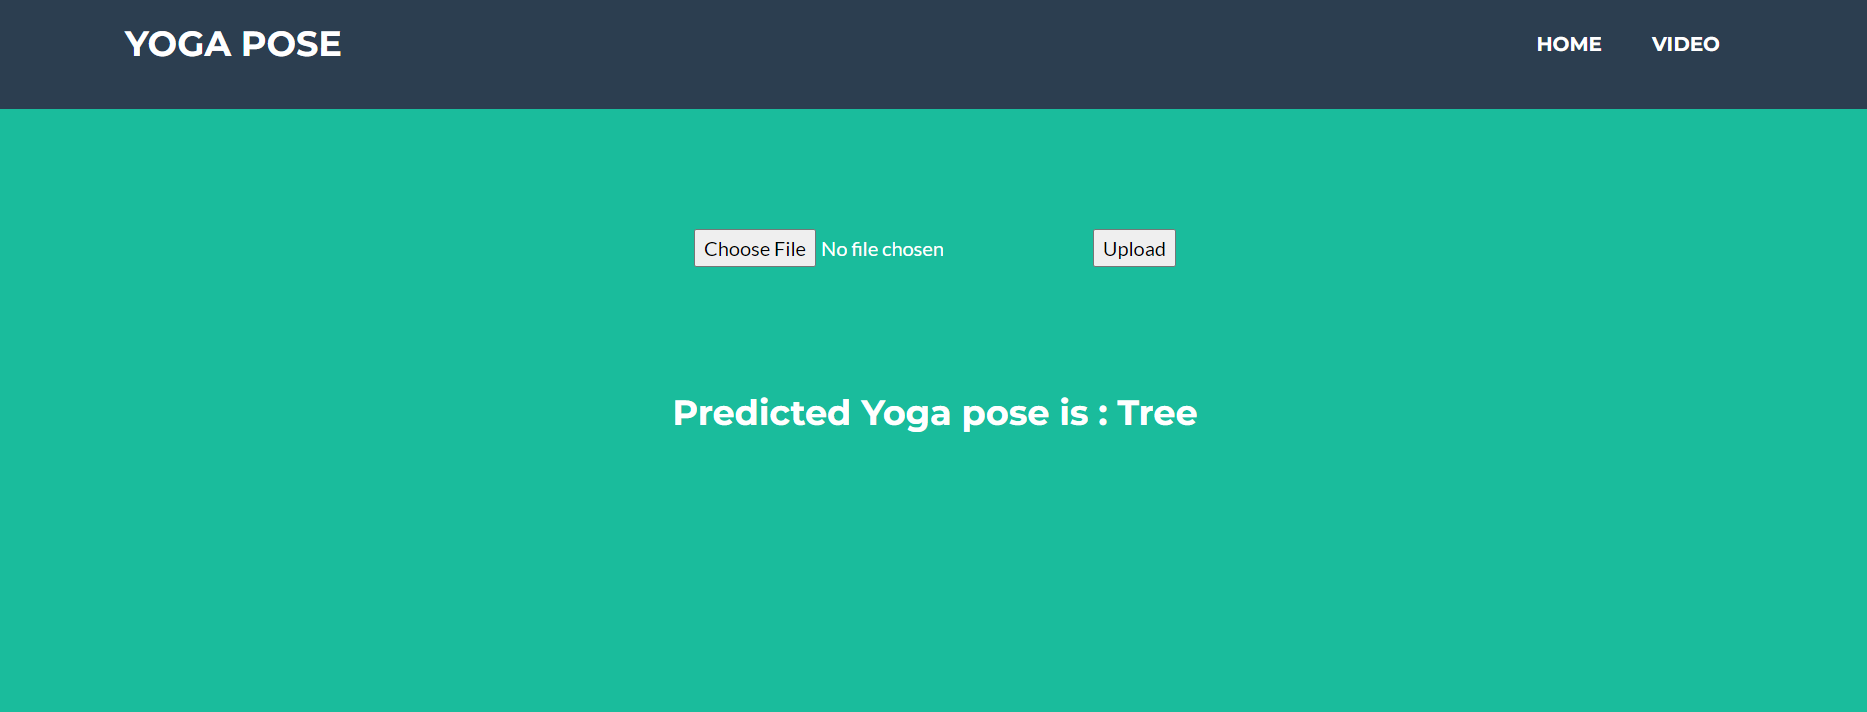 YOGA POSE HOME VIDEO
Choose File No file chosen Upload
Predicted Yoga pose is : Tree